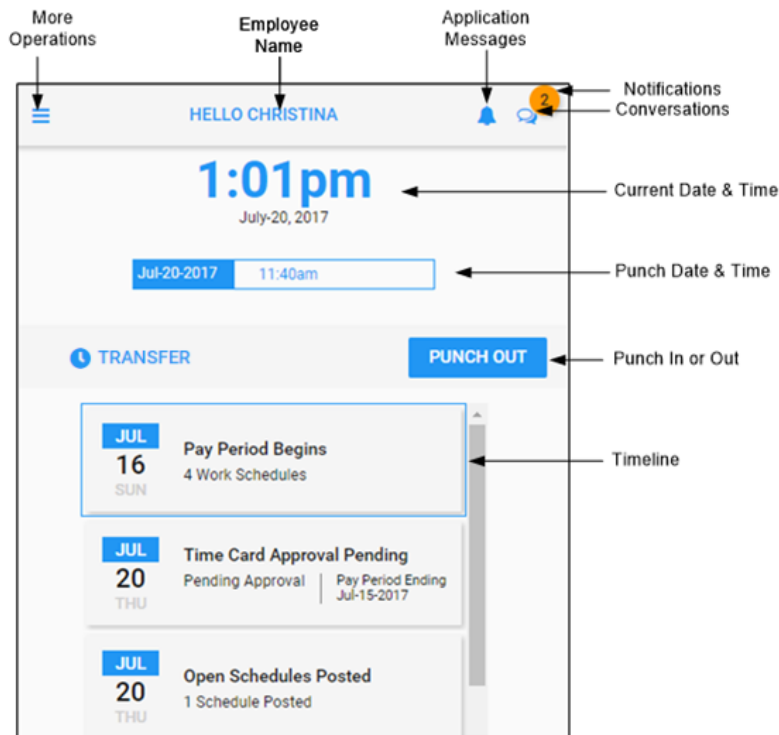 More
Operations
Employee
Name
Application
Messages
Notifications
Conversations
2
HELLO CHRISTINA
1:01pm
July-20, 2017
Current Date & Time
Jul-20-2017
11:40am
Punch Date & Time
TRANSFER
PUNCH OUT
Punch In or Out
JUL
16
SUN
Pay Period Begins
4 Work Schedules
Timeline
JUL
20
THU
Time Card Approval Pending
Pending Approval
Pay Period Ending
Jul-15-2017
JUL
20
THU
Open Schedules Posted
1 Schedule Posted